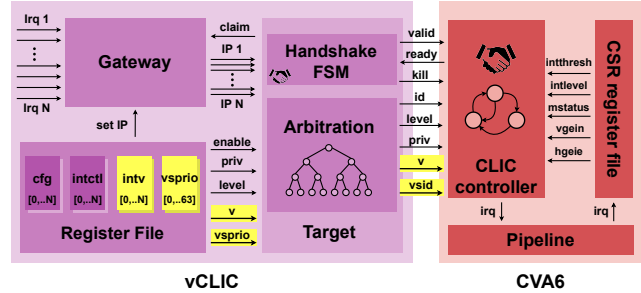 Irq 1
⋮
Irq N
Gateway
claim
IP 1
⋮
IP N
set IP
Handshake
FSM
valid
ready
kill
id
level
priv
v
vsid
Arbitration
Target
enable
priv
level
v
vsprio
cfg
[0,..N]
intctl
[0,..N]
intv
[0,..N]
vsprio
[0,..63]
Register File
vCLIC
CLIC
controller
intthresh
intlevel
mstatus
vgein
hgeie
CSR register file
irq
irq
Pipeline
CVA6